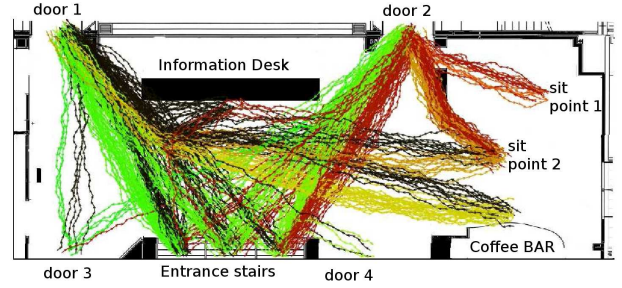 door 1
door 2
Information Desk
sit
point 1
sit
point 2
Coffee BAR
door 3
Entrance stairs
door 4